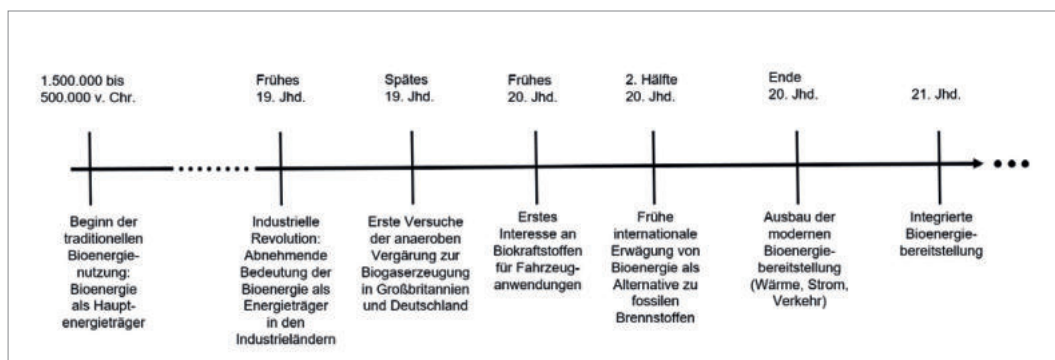 1.500.000 bis
500.000 v. Chr.
Frühes
19. Jhd.
Spätes
19. Jhd.
Frühes
20. Jhd.
2. Hälfte
20. Jhd.
Ende
20. Jhd.
21. Jhd.
Beginn der
traditionellen
Bioenergie-
nutzung:
Bioenergie
als Haupt-
energieträger
Industrielle
Revolution:
Abnehmende
Bedeutung der
Bioenergie als
Energieträger
in den
Industrieländern
Erste Versuche
der anaeroben
Vergärung zur
Biogaserzeugung
in Großbritannien
und Deutschland
Erstes
Interesse an
Biokraftstoffen
für Fahrzeug-
anwendungen
Frühe
internationale
Erwägung von
Bioenergie als
Alternative zu
fossilen
Brennstoffen
Ausbau der
modernen
Bioenergie-
bereitstellung
(Wärme, Strom,
Verkehr)
Integrierte
Bioenergie-
bereitstellung